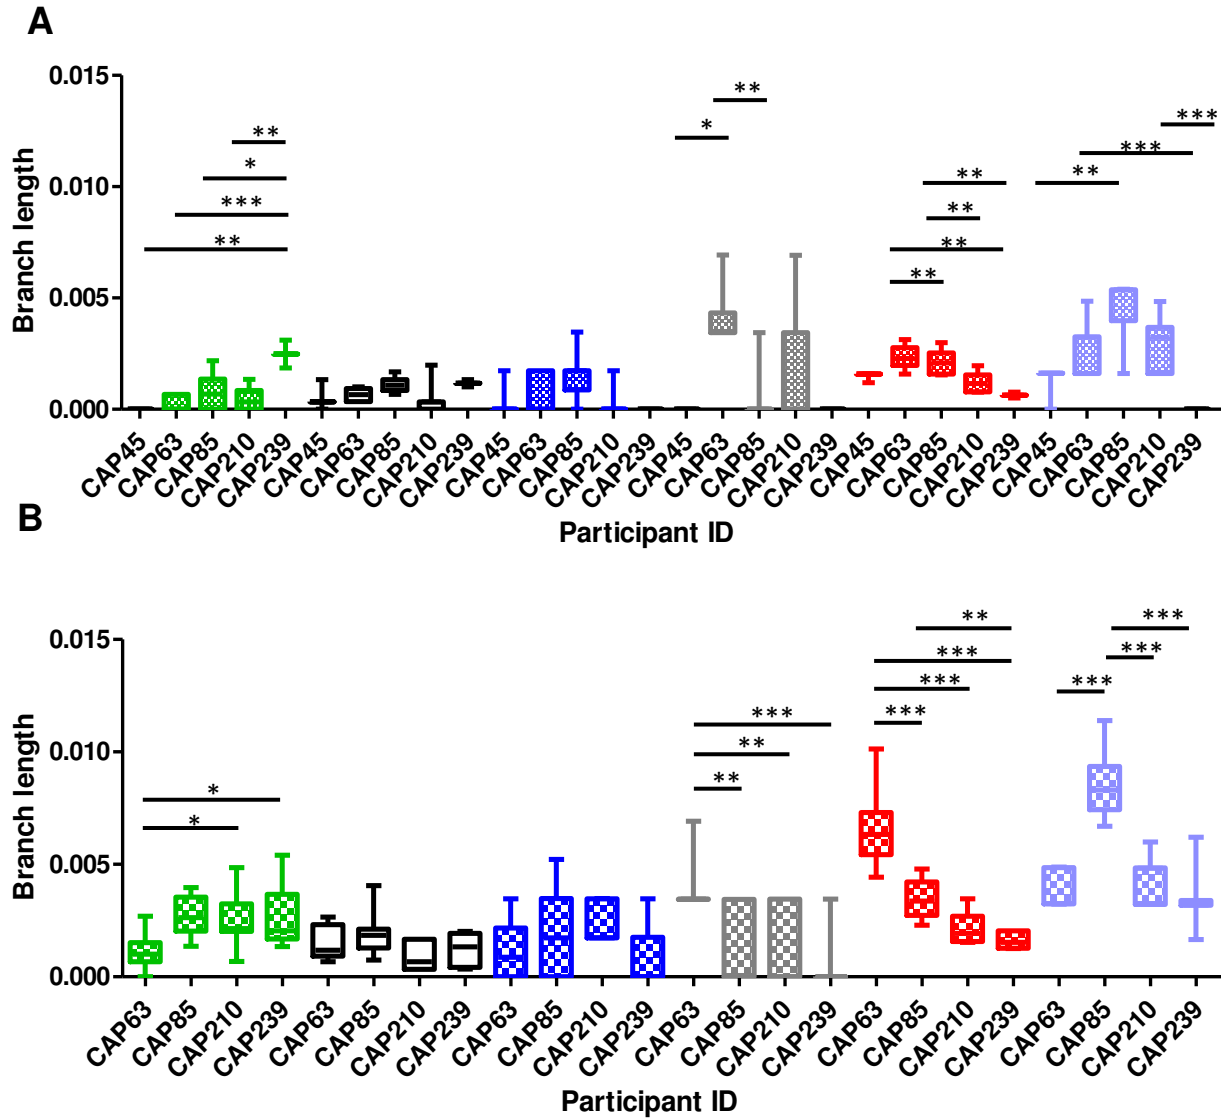 A
0.015
0.010
0.005
0.000
Branch length
** * *** **
* **
** ** ** **
** *** ***
CAP45 CAP63 CAP85 CAP210 CAP239 CAP45 CAP63 CAP85 CAP210 CAP239 CAP45 CAP63 CAP85 CAP210 CAP239 CAP45 CAP63 CAP85 CAP210 CAP239 CAP45 CAP63 CAP85 CAP210 CAP239 CAP45 CAP63 CAP85 CAP210 CAP239
Participant ID
B
0.015
0.010
0.005
0.000
Branch length
* *
*** ** **
** *** *** ***
*** *** ***
CAP63 CAP85 CAP210 CAP239 CAP63 CAP85 CAP210 CAP239 CAP63 CAP85 CAP210 CAP239 CAP63 CAP85 CAP210 CAP239 CAP63 CAP85 CAP210 CAP239 CAP63 CAP85 CAP210 CAP239
Participant ID